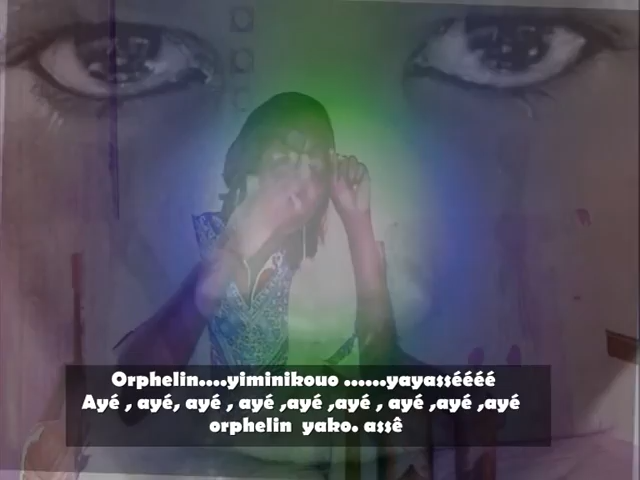 Orphelin....yiminikouo ......yayasséééé
Ayé , ayé, ayé , ayé ,ayé ,ayé , ayé ,ayé ,ayé
orphelin yako. assê